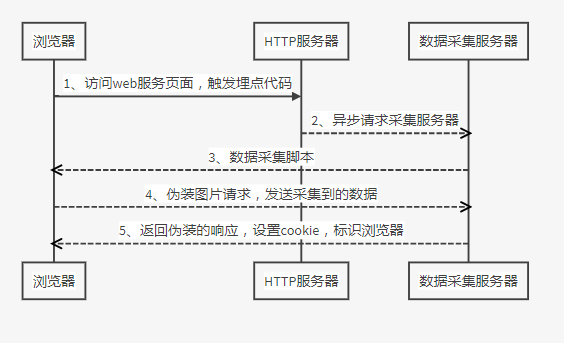 浏览器
HTTP服务器
数据采集服务器
1、访问web服务页面，触发埋点代码
2、异步请求采集服务器
3、数据采集脚本
4、伪装图片请求，发送采集到的数据
5、返回伪装的响应，设置cookie，标识浏览器
浏览器
HTTP服务器
数据采集服务器